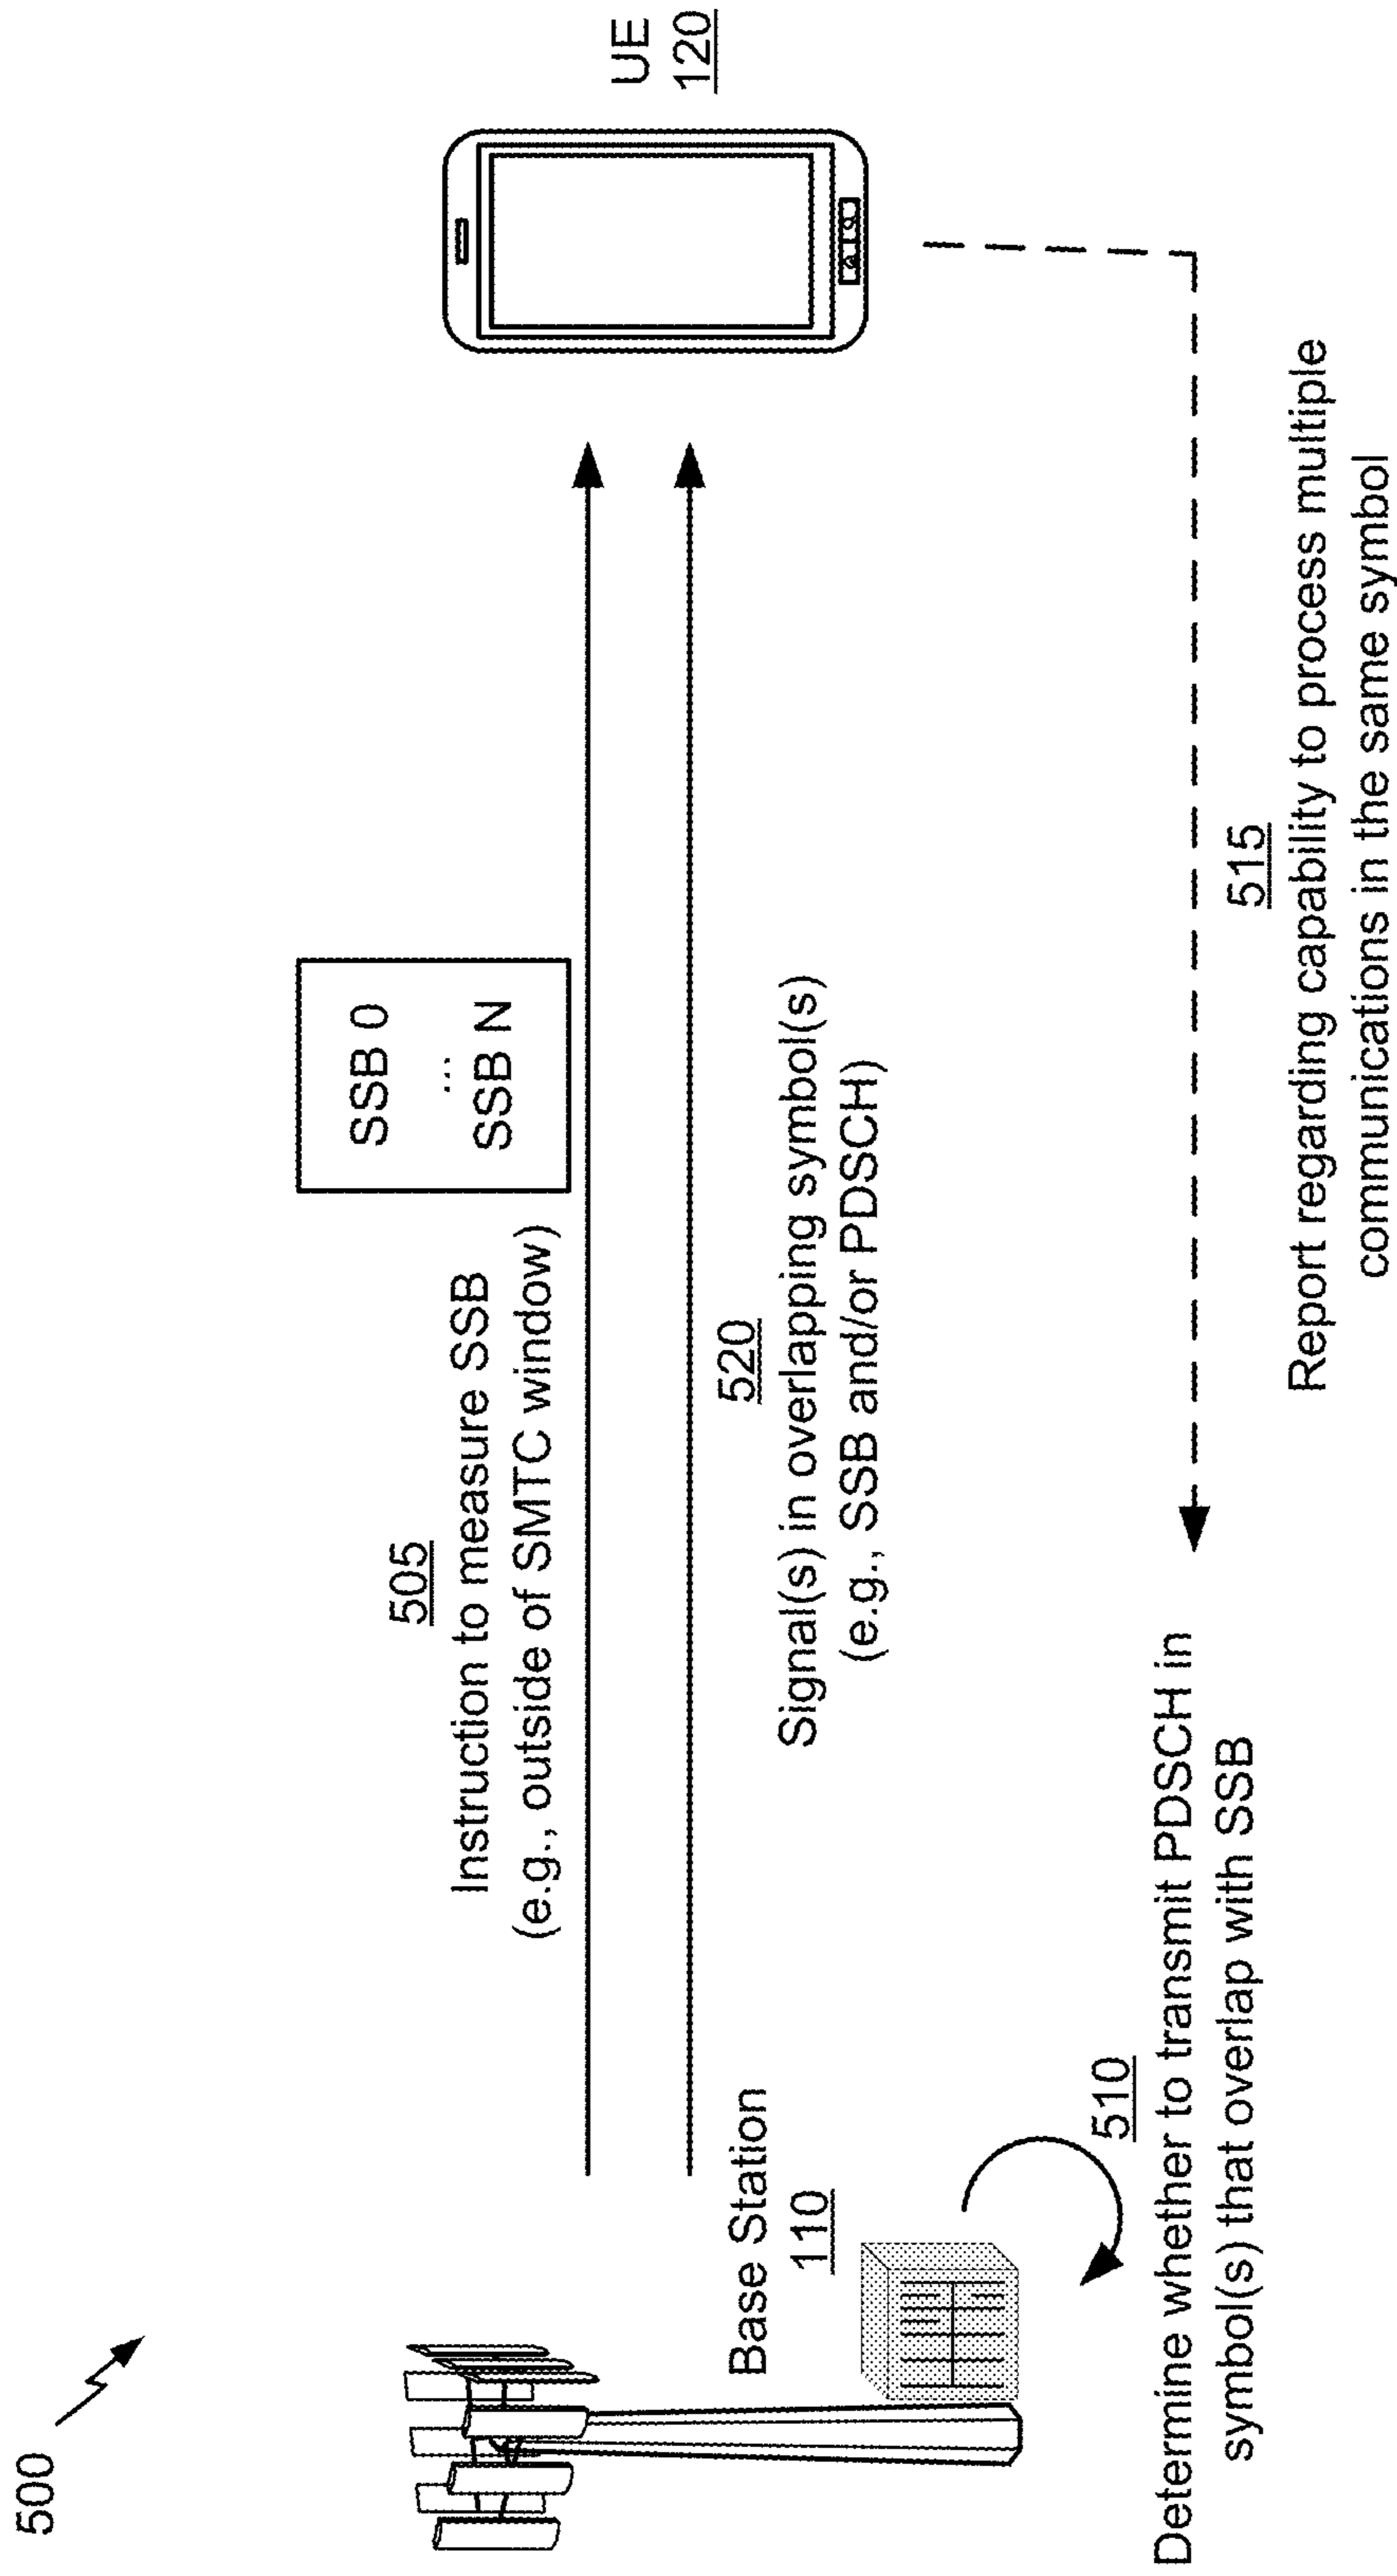 500
505
Instruction to measure SSB
(e.g., outside of SMTC window)
SSB 0
...
SSB N
520
Signal(s) in overlapping symbol(s)
(e.g., SSB and/or PDSCH)
Base Station
110
UE
120
510
Determine whether to transmit PDSCH in
symbol(s) that overlap with SSB
515
Report regarding capability to process multiple
communications in the same symbol